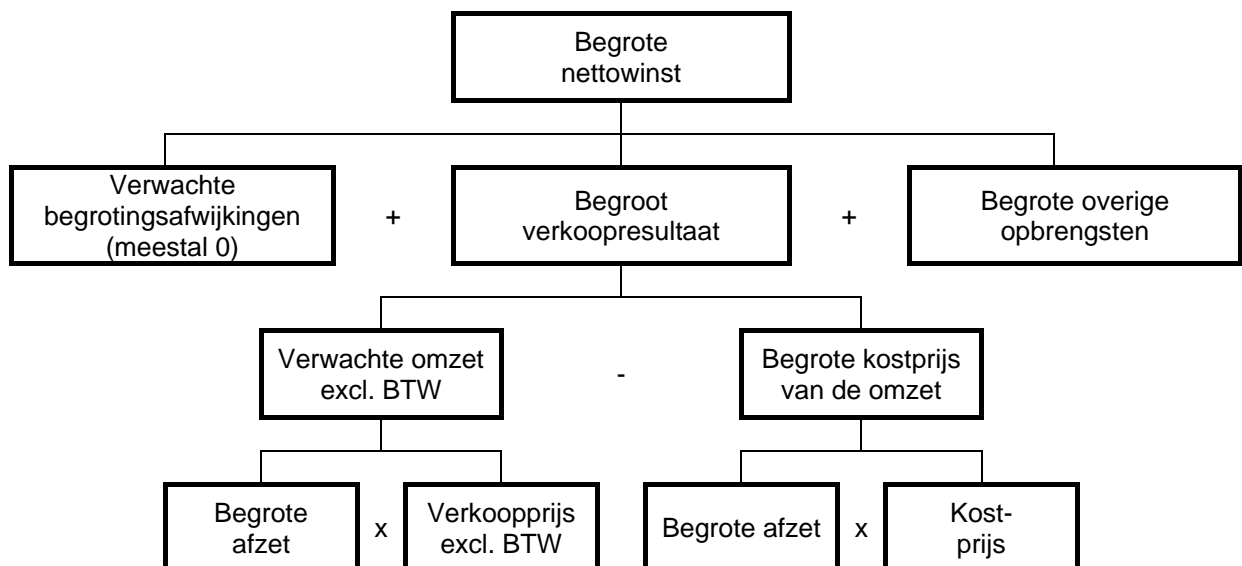 Begrote
nettowinst
Verwachte
begrotingsafwijkingen
(meestal 0)
+
Begroot
verkoopresultaat
+
Begrote overige
opbrengsten
Verwachte omzet
excl. BTW
-
Begrote kostprijs
van de omzet
Begrote
afzet
x
Verkoopprijs
excl. BTW
Begrote afzet
x
Kost-
prijs